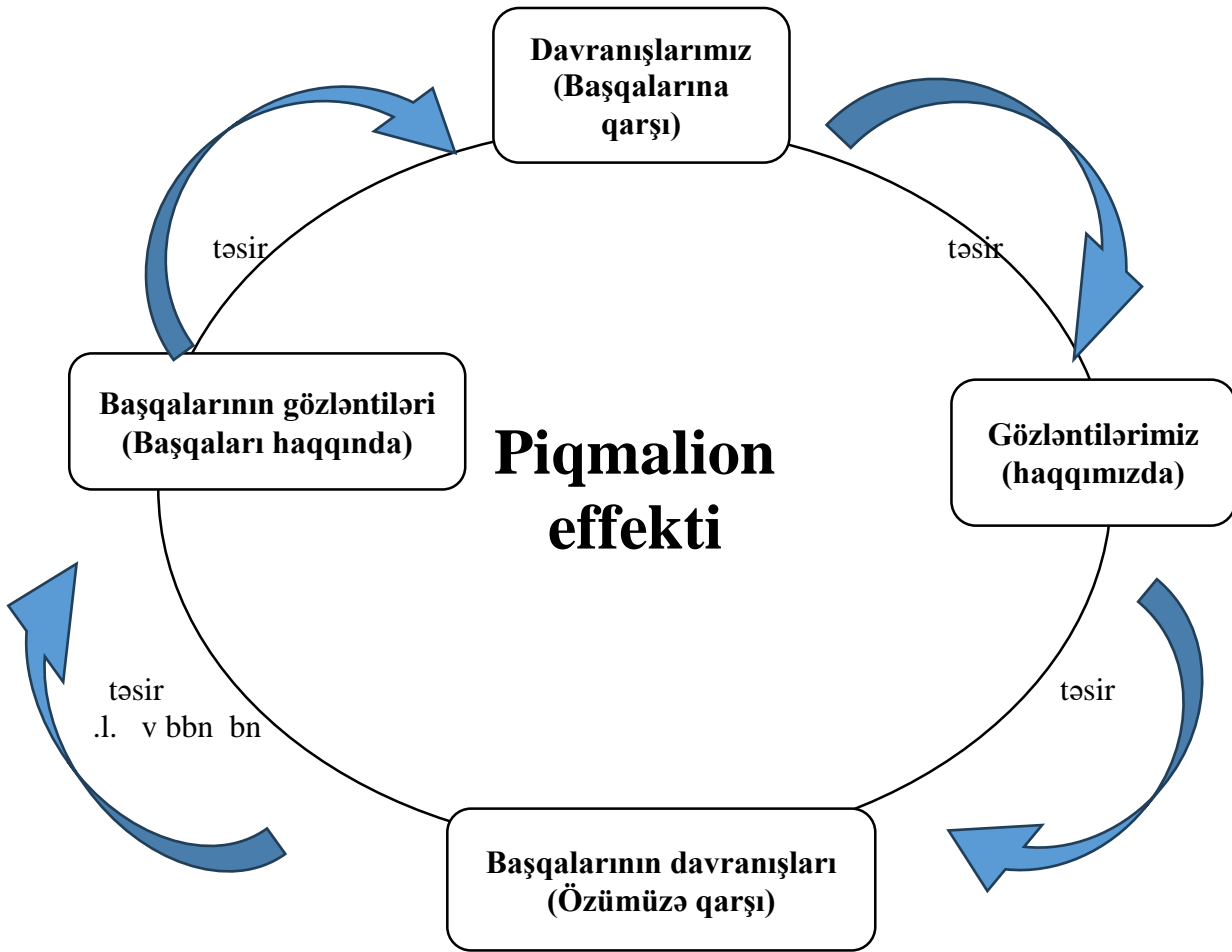 Davranışlarımız
(Başqalarına
qarşı)
təsir
təsir
Başqalarının gözləntiləri
(Başqaları haqqında)
Gözləntilərimiz
(haqqımızda)
Piqmalion
effekti
təsir
.l. v bbn bn
təsir
Başqalarının davranışları
(Özümüzə qarşı)